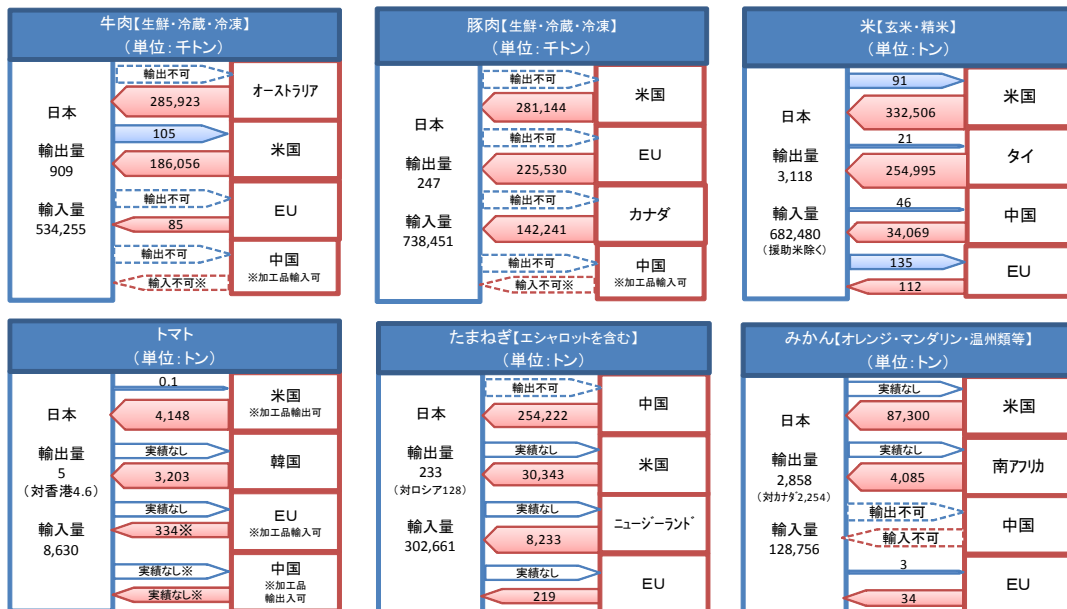 牛肉【生鮮・冷蔵・冷凍】
(単位:千トン)
日本
輸出量
909
輸入量
534,255
輸出不可
285,923
オーストラリア
105
186,056
米国
輸出不可
85
EU
輸出不可
輸入不可※
中国
※加工品輸入可
豚肉【生鮮・冷蔵・冷凍】
(単位:千トン)
日本
輸出量
247
輸入量
738,451
輸出不可
281,144
米国
輸出不可
225,530
EU
輸出不可
142,241
カナダ
輸出不可
輸入不可※
中国
※加工品輸入可
米【玄米・精米】
(単位:トン)
日本
輸出量
3,118
輸入量
682,480
(援助米除く)
91
332,506
米国
21
254,995
タイ
46
34,069
中国
135
112
EU
トマト
(単位:トン)
日本
輸出量
5
(対香港4.6)
輸入量
8,630
0.1
4,148
米国
※加工品輸出可
実績なし
3,203
韓国
実績なし
334※
EU
※加工品輸入可
実績なし※
実績なし※
中国
※加工品
輸出入可
たまねぎ【エシャロットを含む】
(単位:トン)
日本
輸出量
233
(対ロシア128)
輸入量
302,661
輸出不可
254,222
中国
実績なし
30,343
米国
実績なし
8,233
ニュージーランド
実績なし
219
EU
みかん【オレンジ・マンダリン・温州類等】
(単位:トン)
日本
輸出量
2,858
(対カナダ2,254)
輸入量
128,756
実績なし
87,300
米国
実績なし
4,085
南アフリカ
輸出不可
輸入不可
中国
3
34
EU